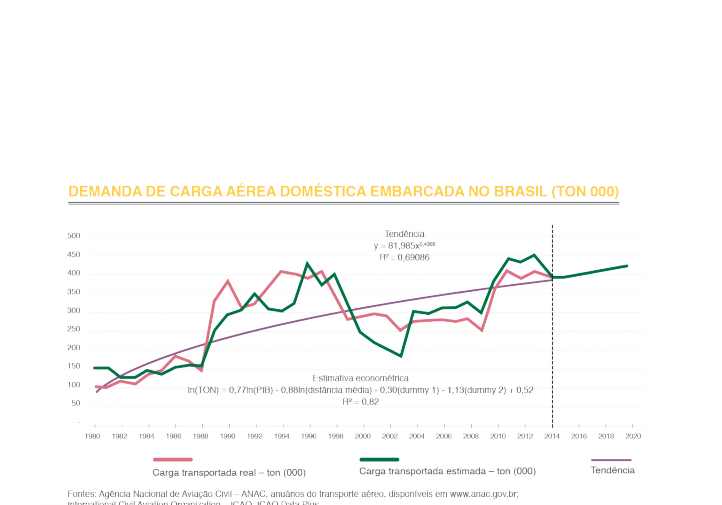 DEMANDA DE CARGA AÉREA DOMÉSTICA EMBARCADA NO BRASIL (TON 000)
Tendência
y = 81,985x^0,4368
R² = 0,69086
500
450
400
350
300
250
200
150
100
50
-
Estimativa econométrica
ln(TON) = 0,77ln(PIB) - 0,88ln(distância média) - 0,30(dummy 1) - 1,13(dummy 2) + 0,52
R² = 0,82
1960 1962 1984 1986 1988 1990 1992 1994 1996 1998 2000 2002 2004 2006 2008 2010 2012 2014 2016 2018 2020
Carga transportada real – ton (000)
Carga transportada estimada – ton (000)
Tendência
Fontes: Agência Nacional de Aviação Civil – ANAC, anuários do transporte aéreo, disponíveis em www.anac.gov.br;
International Civil Aviation Organization – ICAO, ICAO Data Plus